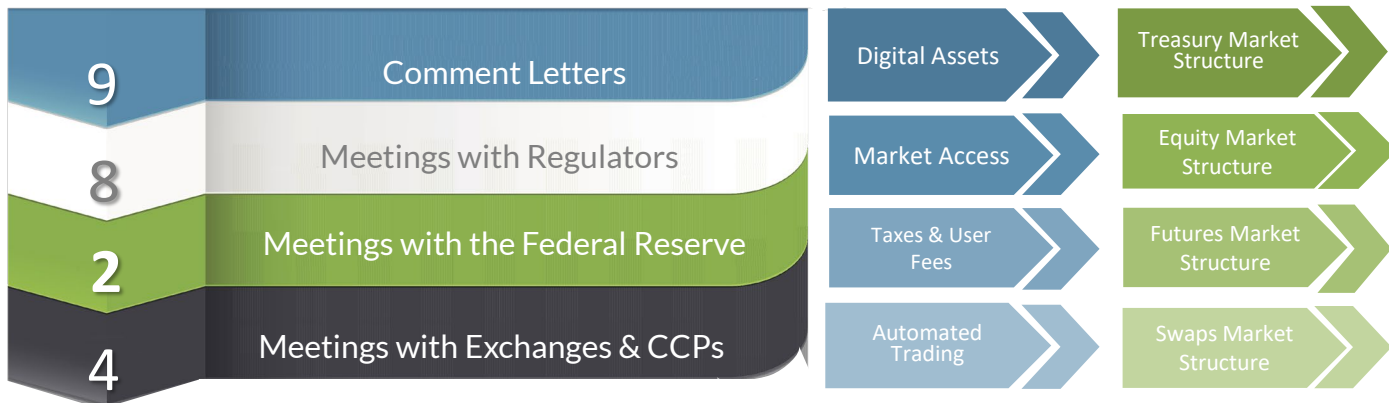 9
Comment Letters
8
Meetings with Regulators
2
Meetings with the Federal Reserve
4
Meetings with Exchanges & CCPs
Digital Assets
Market Access
Taxes & User
Fees
Automated
Trading
Treasury Market
Structure
Equity Market
Structure
Futures Market
Structure
Swaps Market
Structure